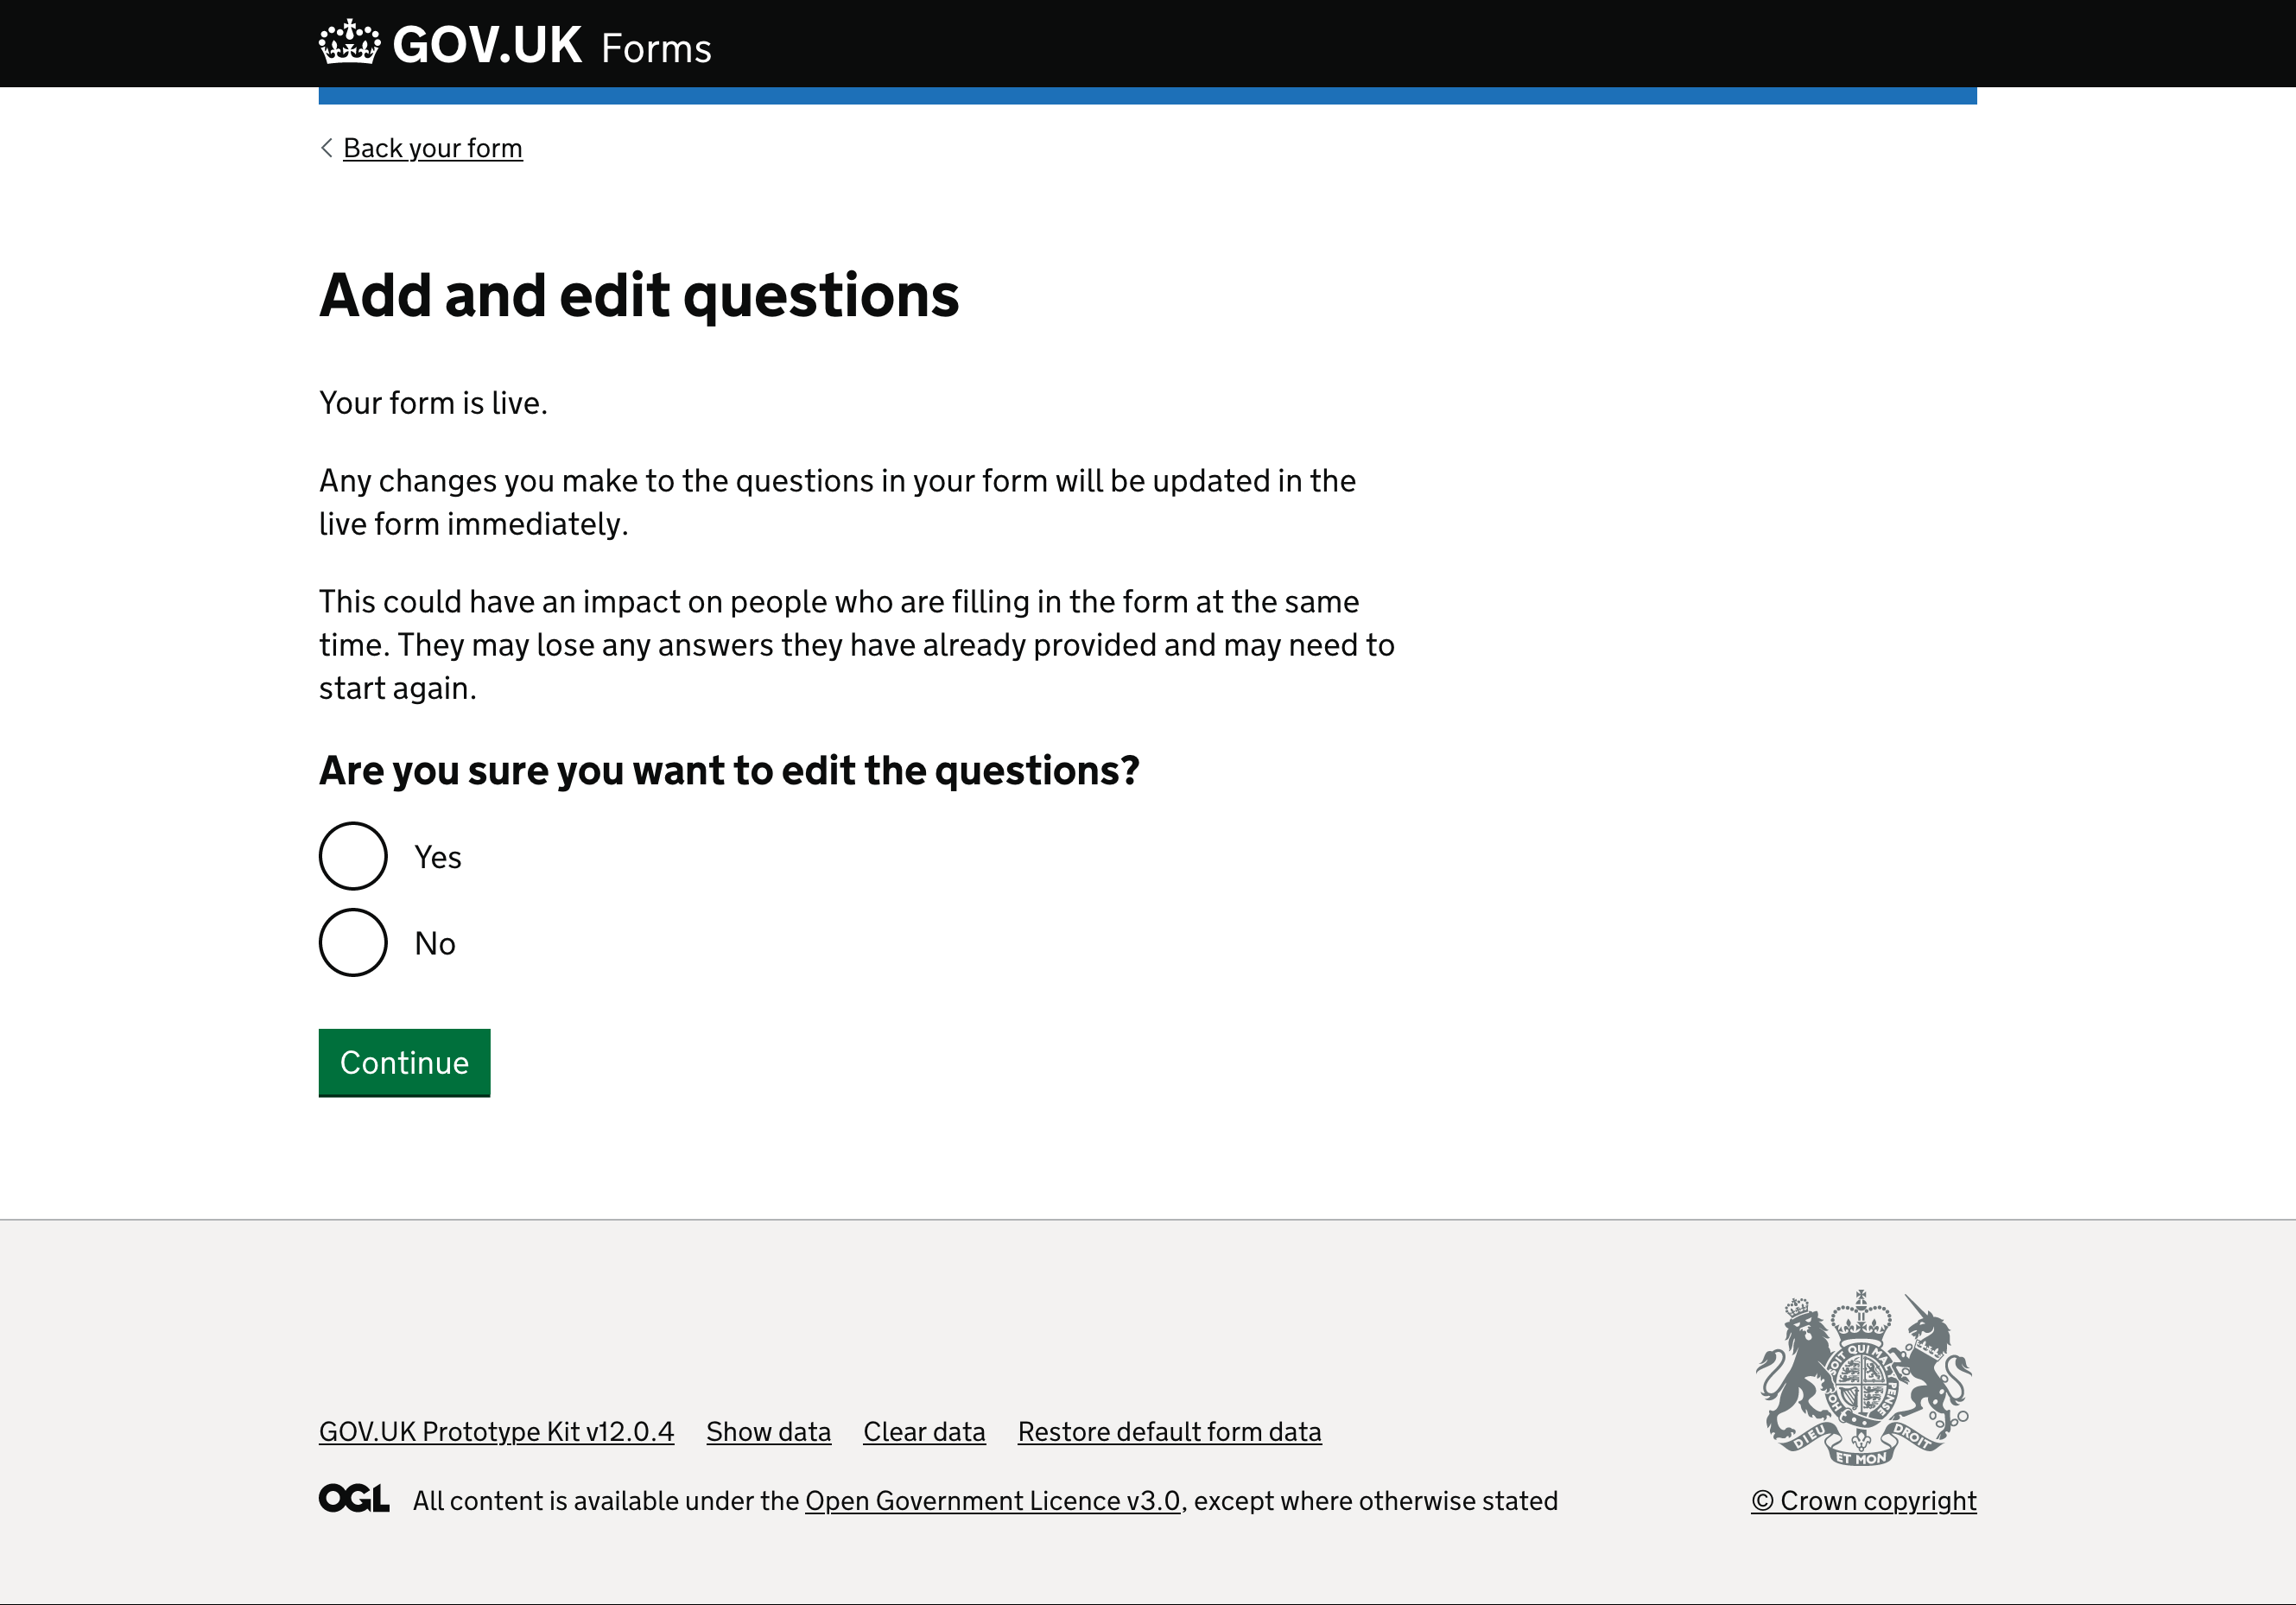 GOV.UK Forms
Back your form
Add and edit questions
Your form is live.
Any changes you make to the questions in your form will be updated in the
live form immediately.
This could have an impact on people who are filling in the form at the same
time. They may lose any answers they have already provided and may need to
start again.
Are you sure you want to edit the questions?
Yes
No
Continue
GOV.UK Prototype Kit v12.0.4 Show data Clear data Restore default form data
OGL All content is available under the Open Government Licence v3.0, except where otherwise stated
DIEU ET MON DROIT
© Crown copyright